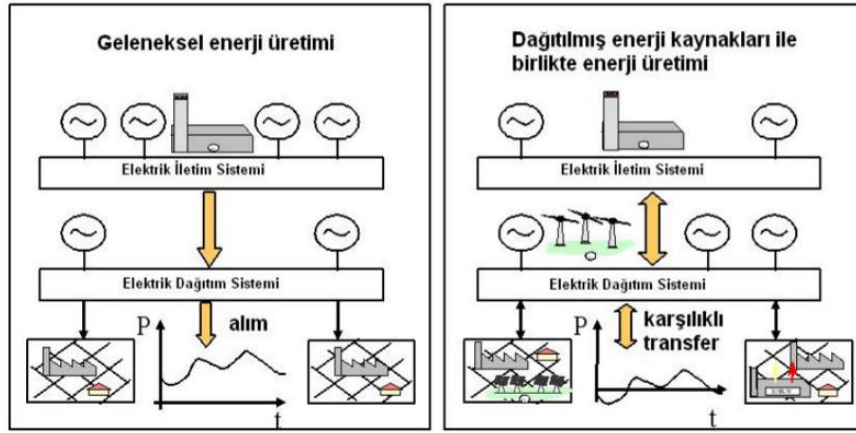 Geleneksel enerji üretimi
Elektrik İletim Sistemi
Elektrik Dağıtım Sistemi
P
alım
t
Dağıtılmış enerji kaynakları ile
birlikte enerji üretimi
Elektrik İletim Sistemi
Elektrik Dağıtım Sistemi
P
karşılıklı
transfer
t